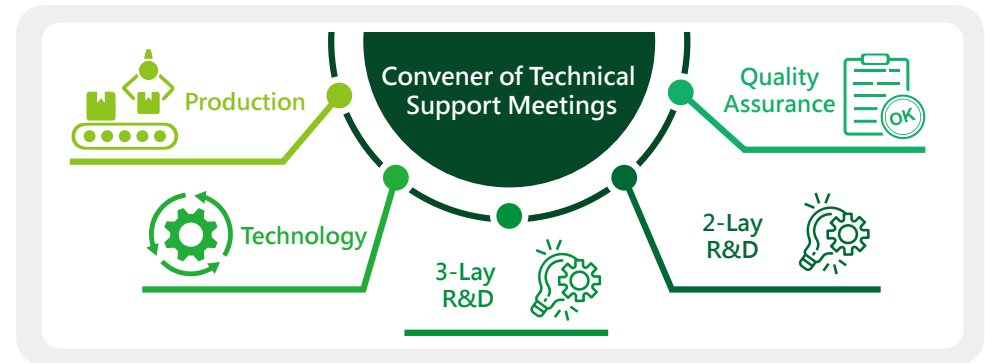 Convener of Technical
Support Meetings
Production
Technology
3-Lay
R&D
2-Lay
R&D
Quality
Assurance
OK